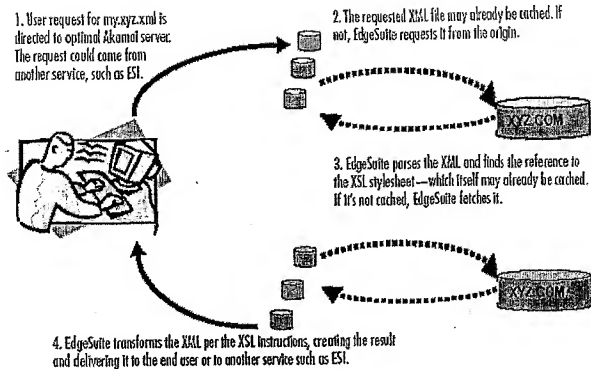 1. User request for my.xyz.xml is
directed to optimal Akamai server.
The request could come from
another service, such as ESI.
2. The requested XML file may already be cached. If
not, EdgeSuite requests it from the origin.
XYZ.COM
3. EdgeSuite parses the XML and finds the reference to
the XSL stylesheet—which itself may already be cached.
If it's not cached, EdgeSuite fetches it.
XYZ.COM
4. EdgeSuite transforms the XML per the XSL instructions, creating the result
and delivering it to the end user or to another service such as ESI.